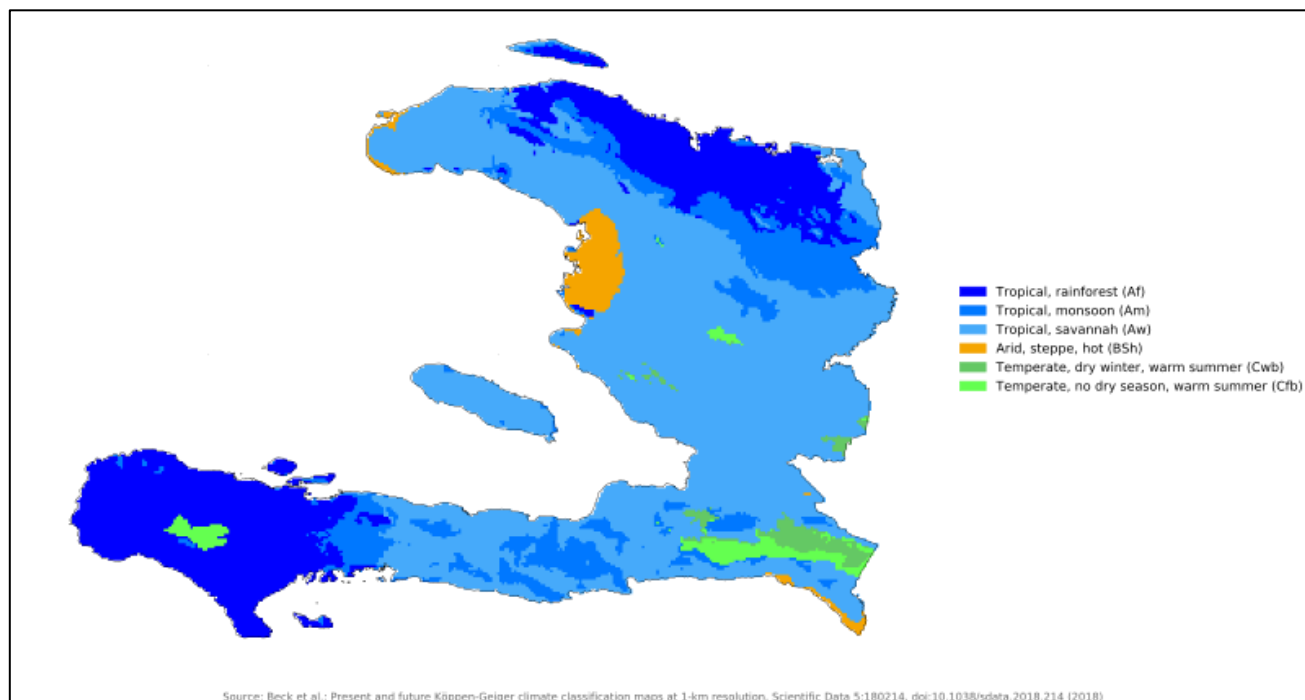 Tropical, rainforest (Af)
Tropical, monsoon (Am)
Tropical, savannah (Aw)
Arid, steppe, hot (BSh)
Temperate, dry winter, warm summer (Cwb)
Temperate, no dry season, warm summer (Cfb)
Source: Beck et al.: Present and future Köppen-Geiger climate classification maps at 1-km resolution, Scientific Data 5:180214, doi:10.1038/sdata.2018.214 (2018)